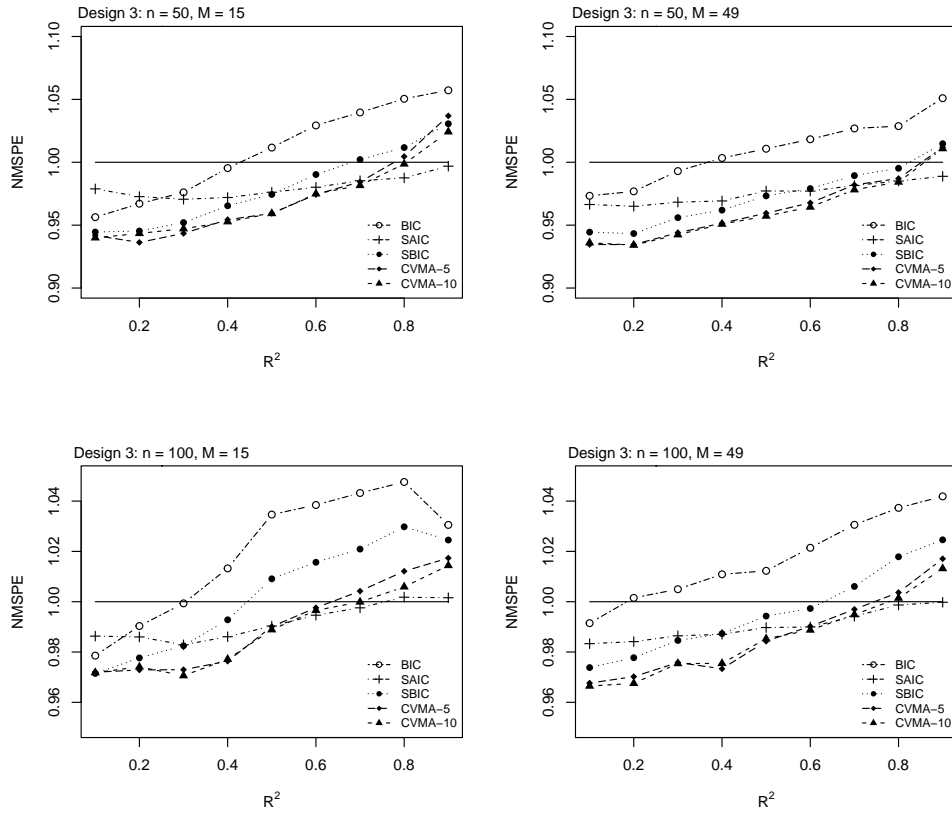 Design 3: n = 50, M = 15
NMSPE
1.10
1.05
1.00
0.95
0.90
BIC
SAIC
SBIC
CVMA−5
CVMA−10
0.2 0.4 0.6 0.8
R²
Design 3: n = 50, M = 49
NMSPE
1.10
1.05
1.00
0.95
0.90
BIC
SAIC
SBIC
CVMA−5
CVMA−10
0.2 0.4 0.6 0.8
R²
Design 3: n = 100, M = 15
NMSPE
1.04
1.02
1.00
0.98
0.96
BIC
SAIC
SBIC
CVMA−5
CVMA−10
0.2 0.4 0.6 0.8
R²
Design 3: n = 100, M = 49
NMSPE
1.04
1.02
1.00
0.98
0.96
BIC
SAIC
SBIC
CVMA−5
CVMA−10
0.2 0.4 0.6 0.8
R²